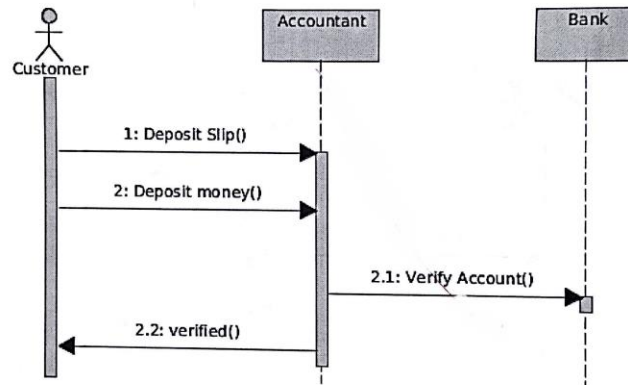 Accountant
Bank
Customer
1: Deposit Slip()
2: Deposit money()
2.1: Verify Account()
2.2: verified()